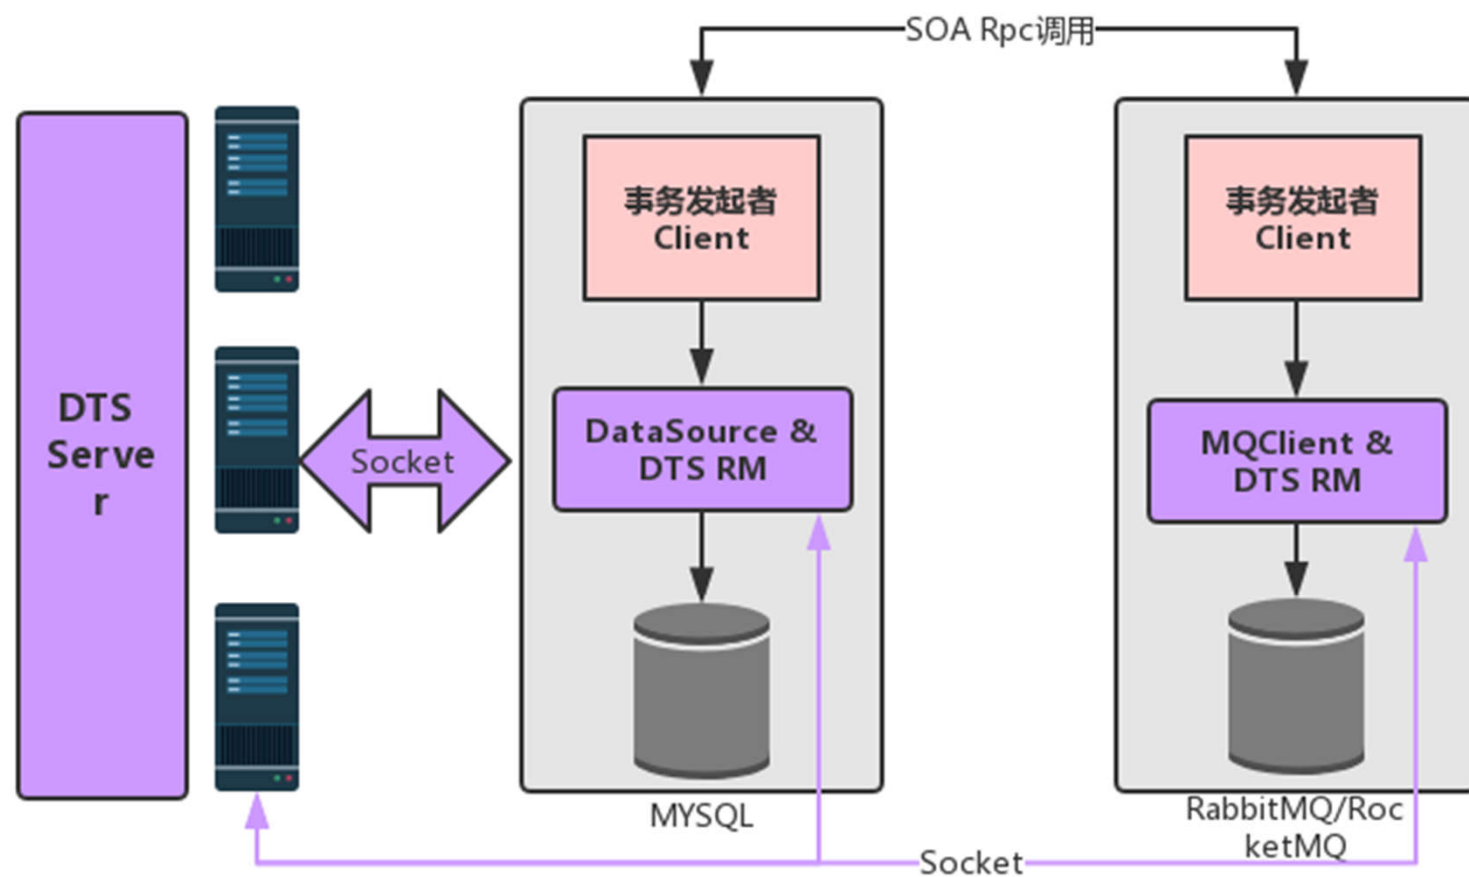 SOA Rpc调用
DTS
Serve
r
Socket
事务发起者
Client
DataSource &
DTS RM
MYSQL
事务发起者
Client
MQClient &
DTS RM
RabbitMQ/Roc
ketMQ
Socket